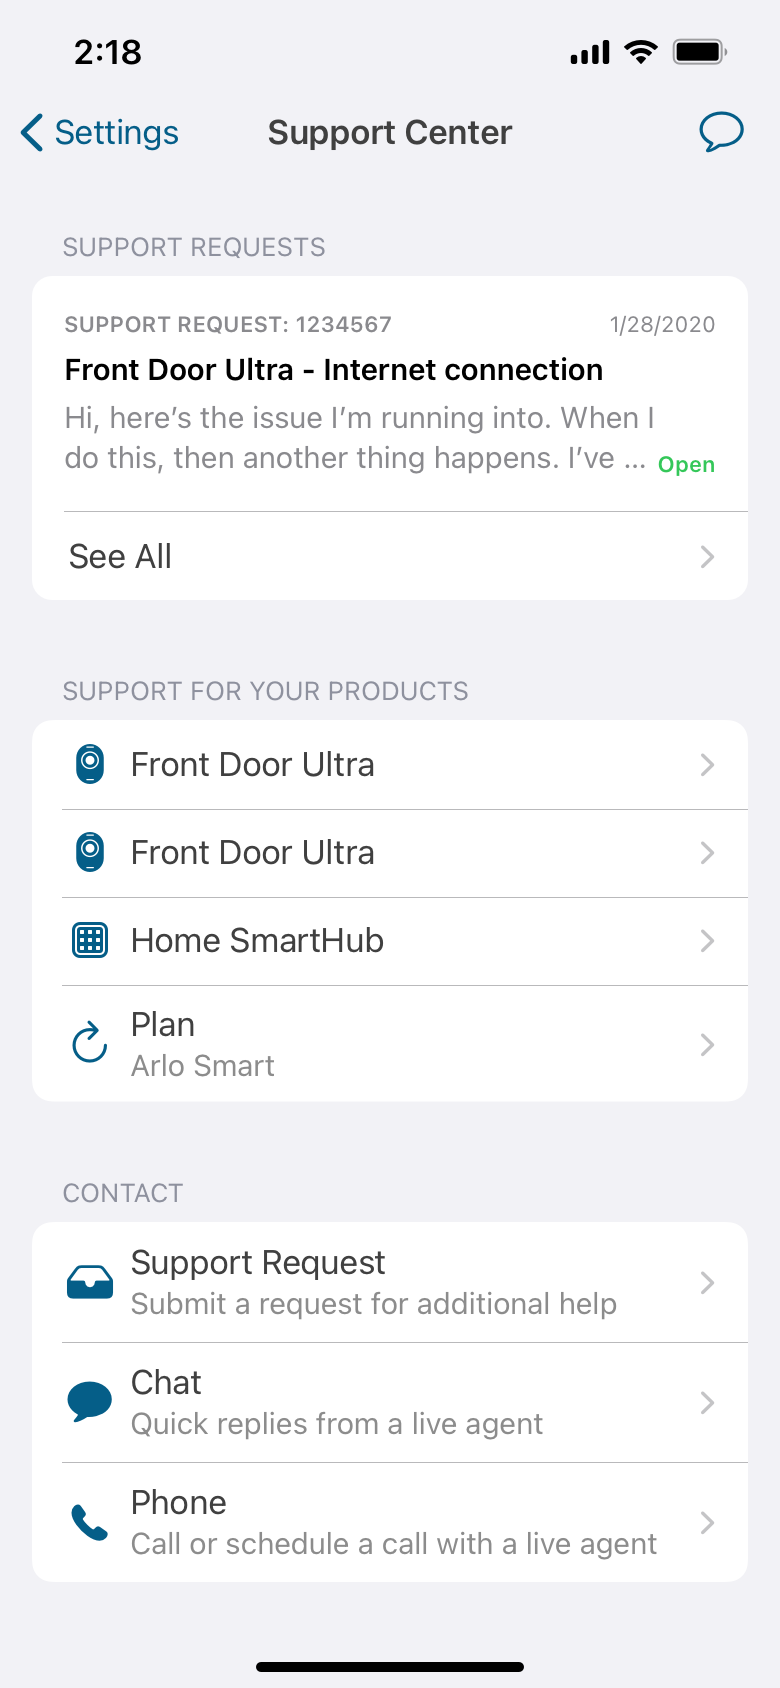 2:18
Settings
Support Center
SUPPORT REQUESTS
SUPPORT REQUEST: 1234567
1/28/2020
Front Door Ultra - Internet connection
Hi, here’s the issue I’m running into. When I
do this, then another thing happens. I’ve ...
Open
See All
SUPPORT FOR YOUR PRODUCTS
Front Door Ultra
Front Door Ultra
Home SmartHub
Plan
Arlo Smart
CONTACT
Support Request
Submit a request for additional help
Chat
Quick replies from a live agent
Phone
Call or schedule a call with a live agent